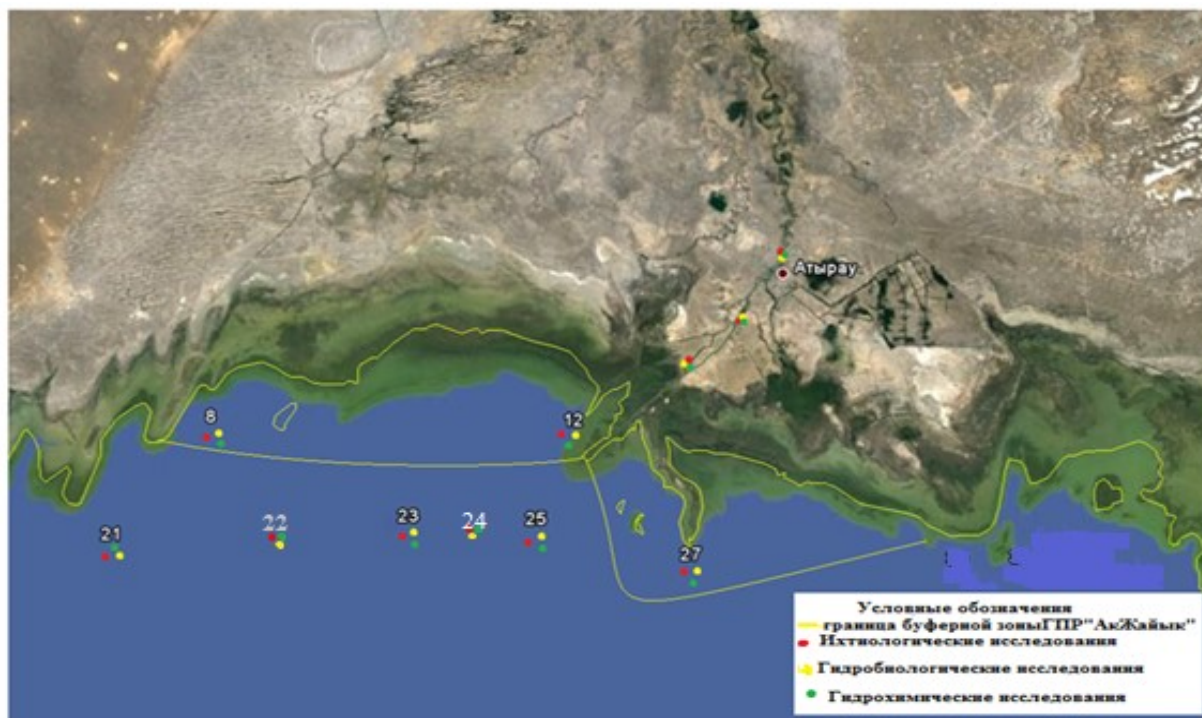 Атырау
8
12
21
22
23
24
25
27
Условные обозначения
граница буферной зоныГПР"АкЖайык"
Ихтиологические исследования
Гидробиологические исследования
Гидрохимические исследования